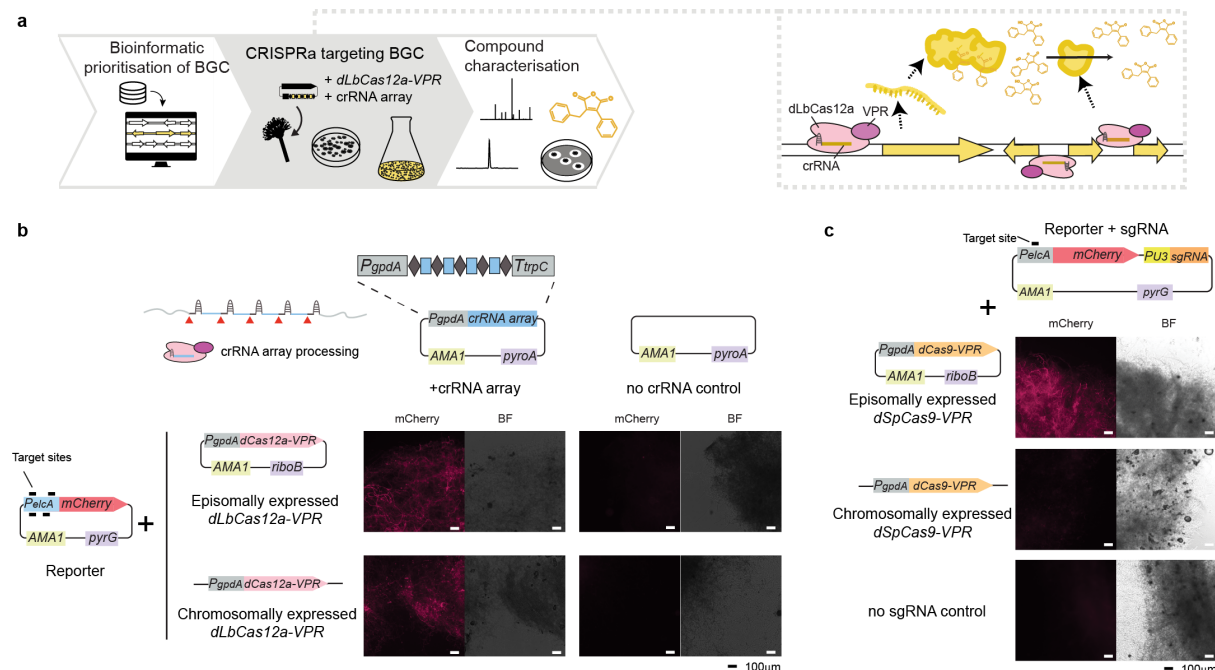 a
Bioinformatic
prioritisation of BGC
CRISPRa targeting BGC
+ dLbCas12a-VPR
+ crRNA array
Compound
characterisation
dLbCas12a
VPR
crRNA
b
PgpdA
TtrpC
crRNA array processing
PgpdA crRNA array
AMA1
pyroA
+crRNA array
AMA1
pyroA
no crRNA control
mCherry
BF
mCherry
BF
Target sites
PelcA mCherry
AMA1
pyrG
Reporter
+
PgpdA dCas12a-VPR
AMA1
riboB
Episomally expressed
dLbCas12a-VPR
PgpdA dCas12a-VPR
Chromosomally expressed
dLbCas12a-VPR
100µm
c
Reporter + sgRNA
Target site
PelcA mCherry PU3 sgRNA
AMA1
pyrG
+
mCherry
BF
PgpdA dCas9-VPR
AMA1
riboB
Episomally expressed
dSpCas9-VPR
PgpdA dCas9-VPR
Chromosomally expressed
dSpCas9-VPR
no sgRNA control
100µm